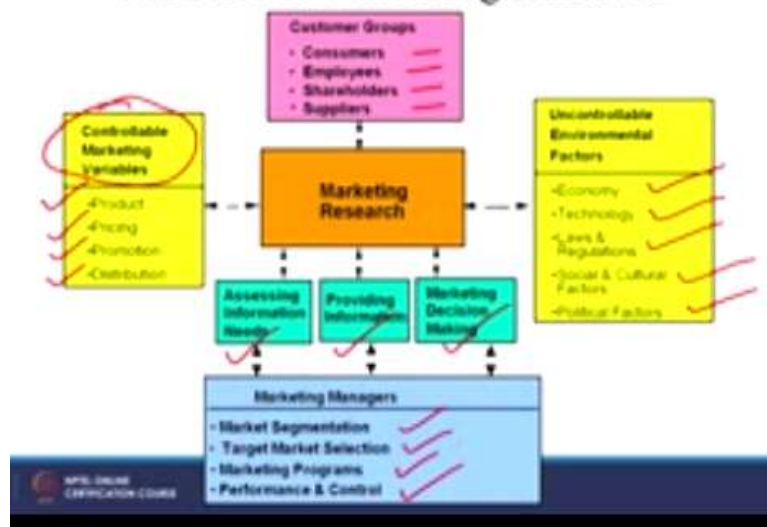 Customer Groups
• Consumers
• Employees
• Shareholders
• Suppliers
Controllable
Marketing
Variables
•Product
•Pricing
•Promotion
•Distribution
Marketing
Research
Uncontrollable
Environmental
Factors
•Economy
•Technology
•Laws &
Regulations
•Social & Cultural
Factors
•Political Factors
Assessing
Information
Needs
Providing
Information
Marketing
Decision
Making
Marketing Managers
• Market Segmentation
• Target Market Selection
• Marketing Programs
• Performance & Control
NPTEL ONLINE
CERTIFICATION COURSE